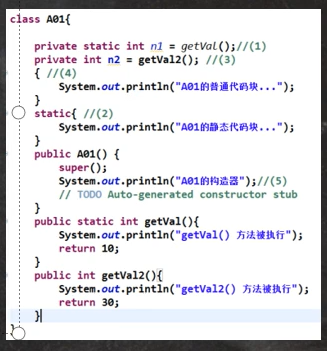 class A01{
private static int n1 = getVal();//(1)
private int n2 = getVal2(); //(3)
{ //(4)
System.out.println("A01的普通代码块...");
}
static{ //(2)
System.out.println("A01的静态代码块...");
}
public A01() {
super();
System.out.println("A01的构造器");//(5)
// TODO Auto-generated constructor stub
}
public static int getVal(){
System.out.println("getVal() 方法被执行");
return 10;
}
public int getVal2(){
System.out.println("getVal2() 方法被执行");
return 30;
}
}